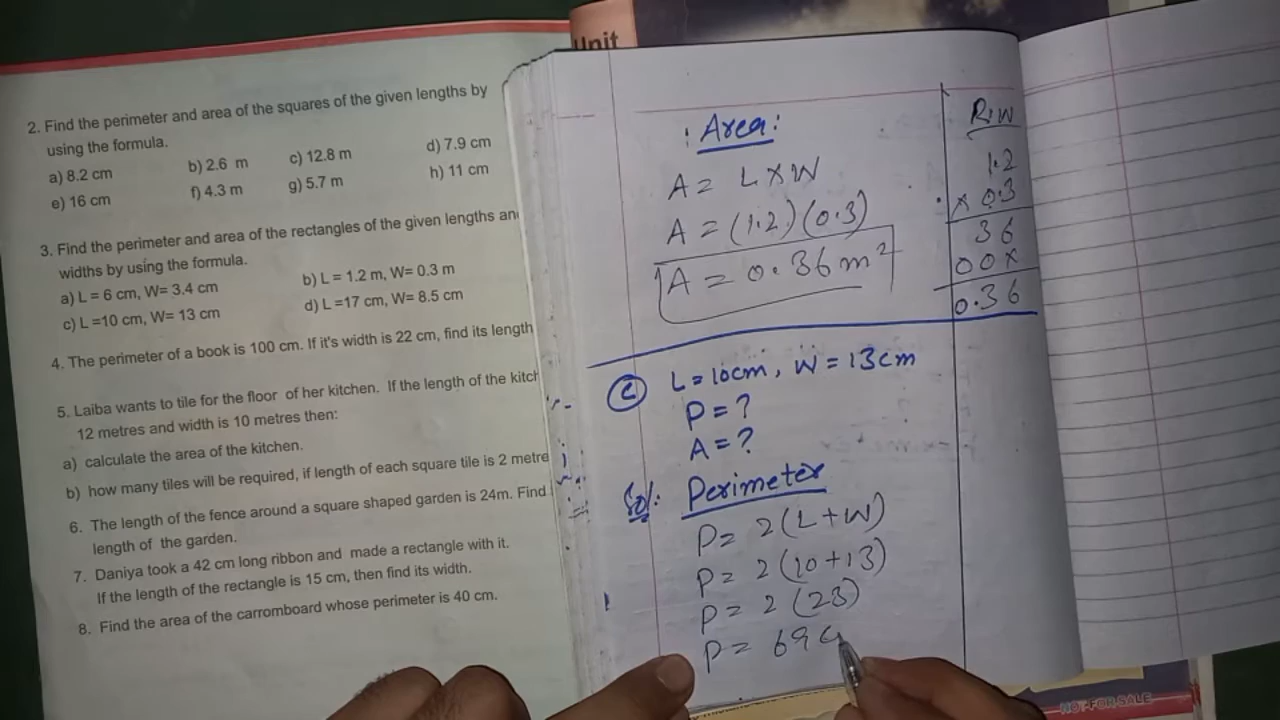 2. Find the perimeter and area of the squares of the given lengths by
using the formula.
a) 8.2 cm b) 2.6 m c) 12.8 m d) 7.9 cm
e) 16 cm f) 4.3 m g) 5.7 m h) 11 cm
3. Find the perimeter and area of the rectangles of the given lengths an
widths by using the formula.
a) L = 6 cm, W= 3.4 cm b) L = 1.2 m, W= 0.3 m
c) L =10 cm, W= 13 cm d) L =17 cm, W= 8.5 cm
4. The perimeter of a book is 100 cm. If it's width is 22 cm, find its length
5. Laiba wants to tile for the floor of her kitchen. If the length of the kitch
12 metres and width is 10 metres then:
a) calculate the area of the kitchen.
b) how many tiles will be required, if length of each square tile is 2 metre
6. The length of the fence around a square shaped garden is 24m. Find
length of the garden.
7. Daniya took a 42 cm long ribbon and made a rectangle with it.
If the length of the rectangle is 15 cm, then find its width.
8. Find the area of the carromboard whose perimeter is 40 cm.
Unit
: Area:
A = L × W
A = (1.2) (0.3)
A = 0.36 m²
R.W
1.2
× 0.3
36
00×
0.36
c L = 10cm, W = 13cm
P = ?
A = ?
Sol: Perimeter
P = 2 (L + W)
P = 2 (10 + 13)
P = 2 (23)
P = 69 c
NOT FOR SALE